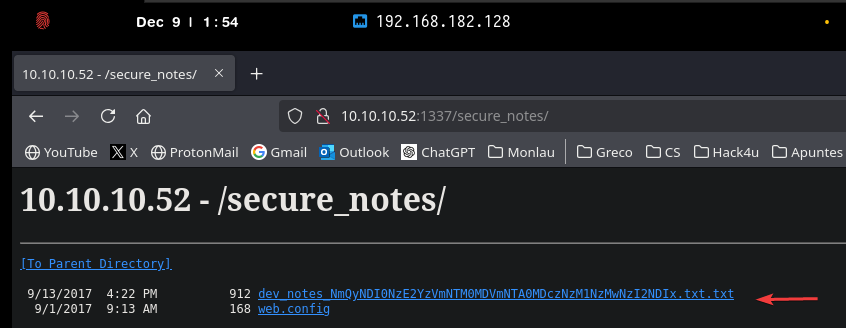 Dec 9 | 1:54 192.168.182.128
10.10.10.52 - /secure_notes/
10.10.10.52:1337/secure_notes/
YouTube X ProtonMail Gmail Outlook ChatGPT Monlau Greco CS Hack4u Apuntes
10.10.10.52 - /secure_notes/
[To Parent Directory]
9/13/2017 4:22 PM 912 dev_notes_NmQyNDI0NzE2YzVmNTM0MDVmNTA0MDczNzM1NzMwNzI2NDIx.txt.txt
9/1/2017 9:13 AM 168 web.config